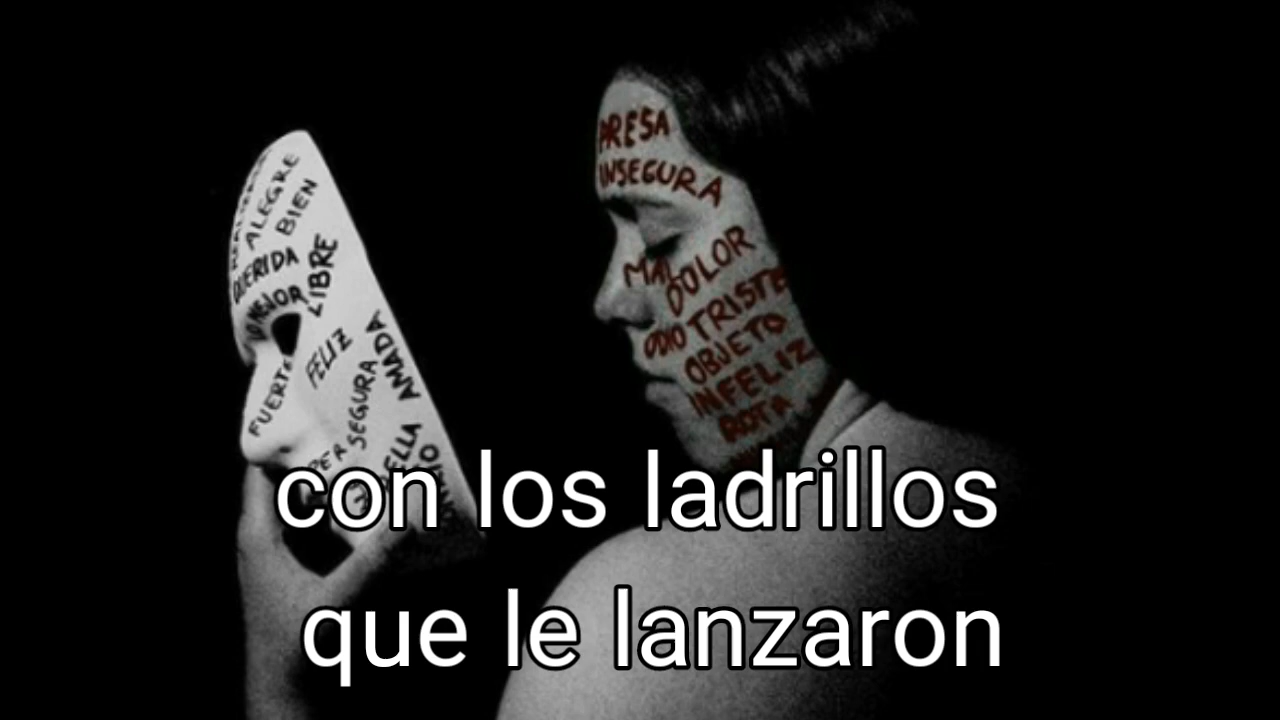 ALEGRE
BIEN
QUERIDA
LIBRE
FELIZ
FUERTE
AMADA
SEGURA
PRESA
INSEGURA
MAL
DOLOR
ODIO TRISTE
OBJETO
INFELIZ
ROTA
con los ladrillos
que le lanzaron